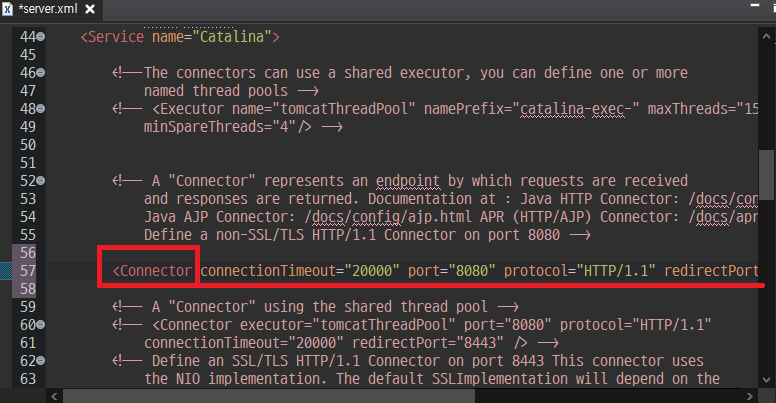 *server.xml
44 <Service name="Catalina">
45
46 <!-- The connectors can use a shared executor, you can define one or more
47 named thread pools -->
48 <!-- <Executor name="tomcatThreadPool" namePrefix="catalina-exec-" maxThreads="15
49 minSpareThreads="4"/> -->
50
51
52 <!-- A "Connector" represents an endpoint by which requests are received
53 and responses are returned. Documentation at : Java HTTP Connector: /docs/con
54 Java AJP Connector: /docs/config/ajp.html APR (HTTP/AJP) Connector: /docs/apr
55 Define a non-SSL/TLS HTTP/1.1 Connector on port 8080 -->
56
57 <Connector connectionTimeout="20000" port="8080" protocol="HTTP/1.1" redirectPort
58
59 <!-- A "Connector" using the shared thread pool -->
60 <!-- <Connector executor="tomcatThreadPool" port="8080" protocol="HTTP/1.1"
61 connectionTimeout="20000" redirectPort="8443" /> -->
62 <!-- Define an SSL/TLS HTTP/1.1 Connector on port 8443 This connector uses
63 the NIO implementation. The default SSLImplementation will depend on the